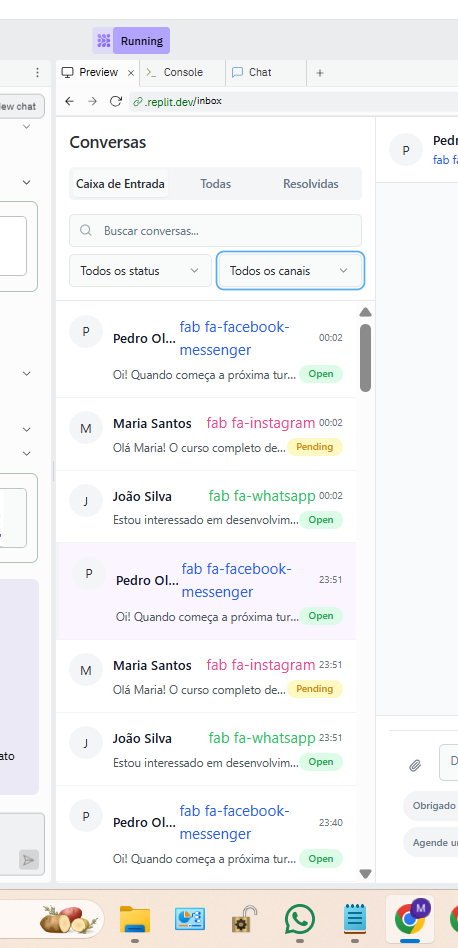 Running
Preview
Console
Chat
ew chat
.replit.dev/inbox
Conversas
P
Pedr
fab fa
Caixa de Entrada
Todas
Resolvidas
Buscar conversas...
Todos os status
Todos os canais
P
Pedro Ol...
fab fa-facebook-
messenger
00:02
Oi! Quando começa a próxima tur...
Open
M
Maria Santos
fab fa-instagram
00:02
Olá Maria! O curso completo de...
Pending
J
João Silva
fab fa-whatsapp
00:02
Estou interessado em desenvolvim...
Open
P
Pedro Ol...
fab fa-facebook-
messenger
23:51
Oi! Quando começa a próxima tur...
Open
M
Maria Santos
fab fa-instagram
23:51
Olá Maria! O curso completo de...
Pending
J
João Silva
fab fa-whatsapp
23:51
Estou interessado em desenvolvim...
Open
P
Pedro Ol...
fab fa-facebook-
messenger
23:40
Oi! Quando começa a próxima tur...
Open
ato
D
Obrigado
Agende un
M